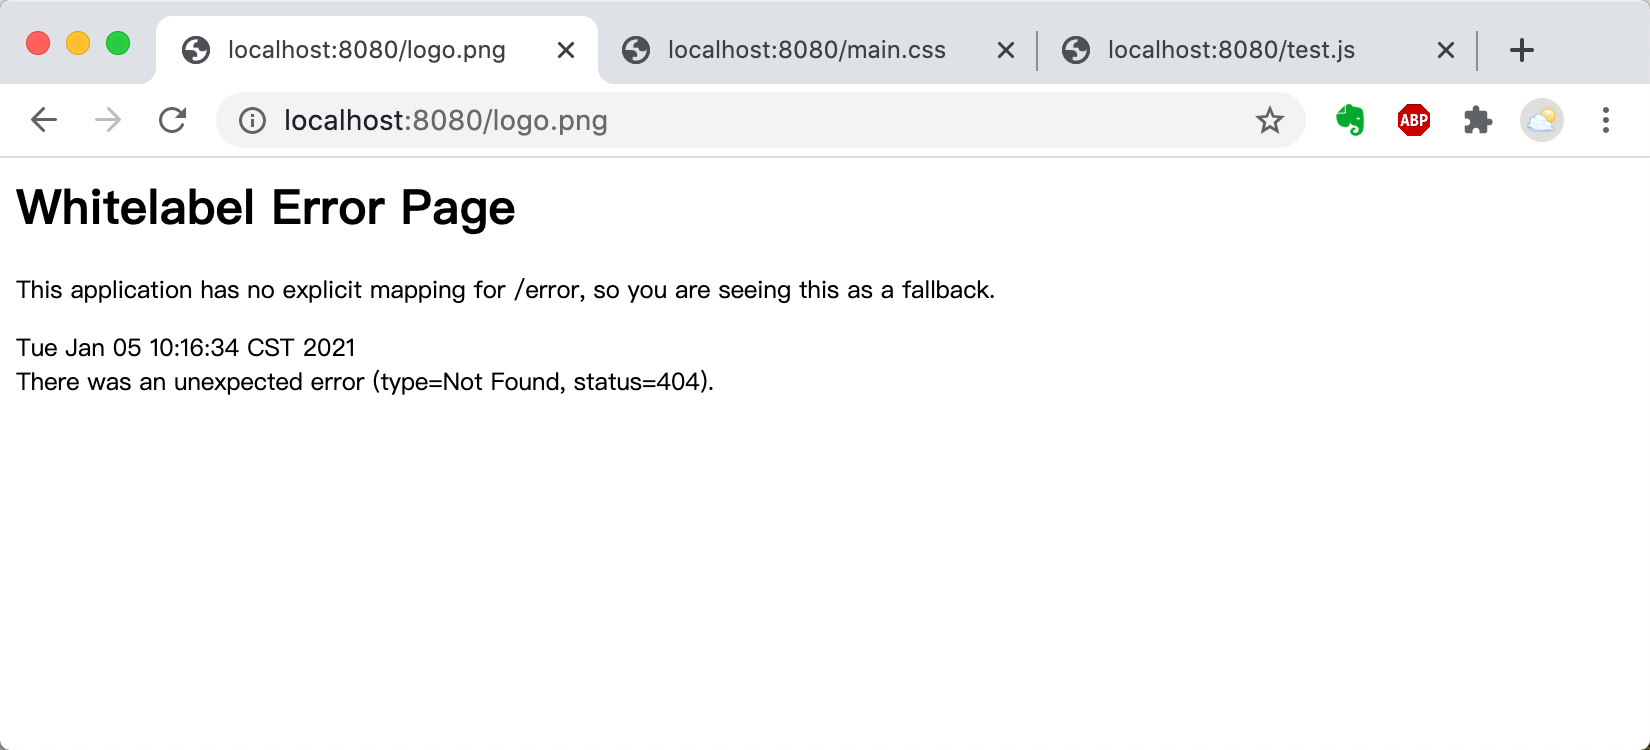 localhost:8080/logo.png
localhost:8080/main.css
localhost:8080/test.js
localhost:8080/logo.png
ABP
Whitelabel Error Page
This application has no explicit mapping for /error, so you are seeing this as a fallback.
Tue Jan 05 10:16:34 CST 2021
There was an unexpected error (type=Not Found, status=404).